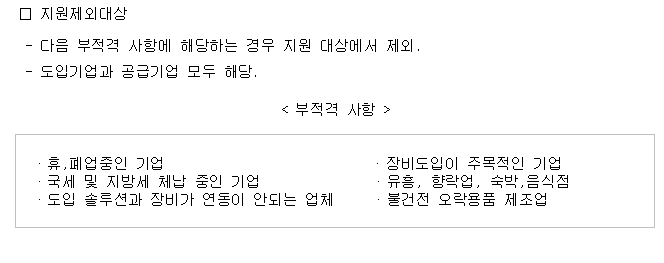 □ 지원제외대상
- 다음 부적격 사항에 해당하는 경우 지원 대상에서 제외.
- 도입기업과 공급기업 모두 해당.
< 부적격 사항 >
· 휴,폐업중인 기업
· 국세 및 지방세 체납 중인 기업
· 도입 솔루션과 장비가 연동이 안되는 업체
· 장비도입이 주목적인 기업
· 유흥, 향락업, 숙박,음식점
· 불건전 오락용품 제조업